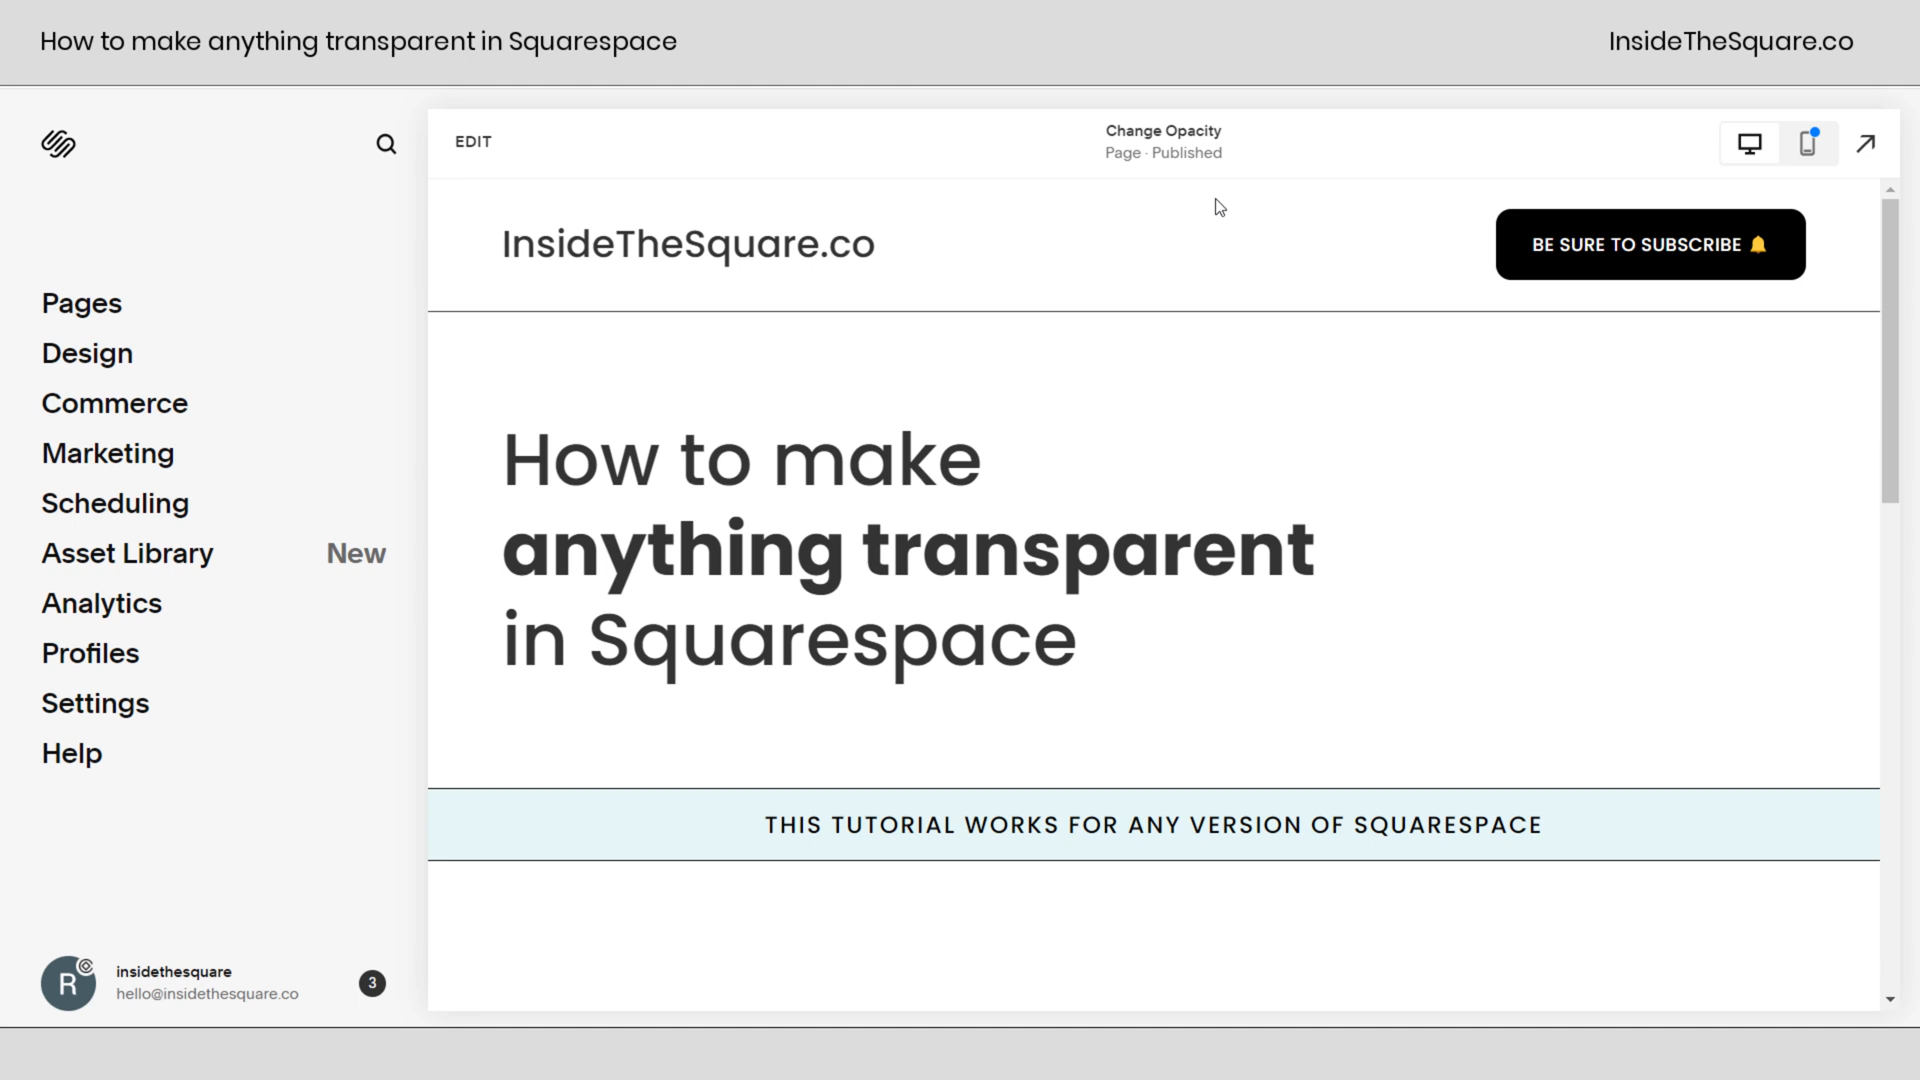 How to make anything transparent in Squarespace
InsideTheSquare.co
EDIT
Change Opacity
Page · Published
InsideTheSquare.co
BE SURE TO SUBSCRIBE 🔔
Pages
Design
Commerce
Marketing
Scheduling
Asset Library New
Analytics
Profiles
Settings
Help
How to make
anything transparent
in Squarespace
THIS TUTORIAL WORKS FOR ANY VERSION OF SQUARESPACE
R
insidethesquare
hello@insidethesquare.co
3